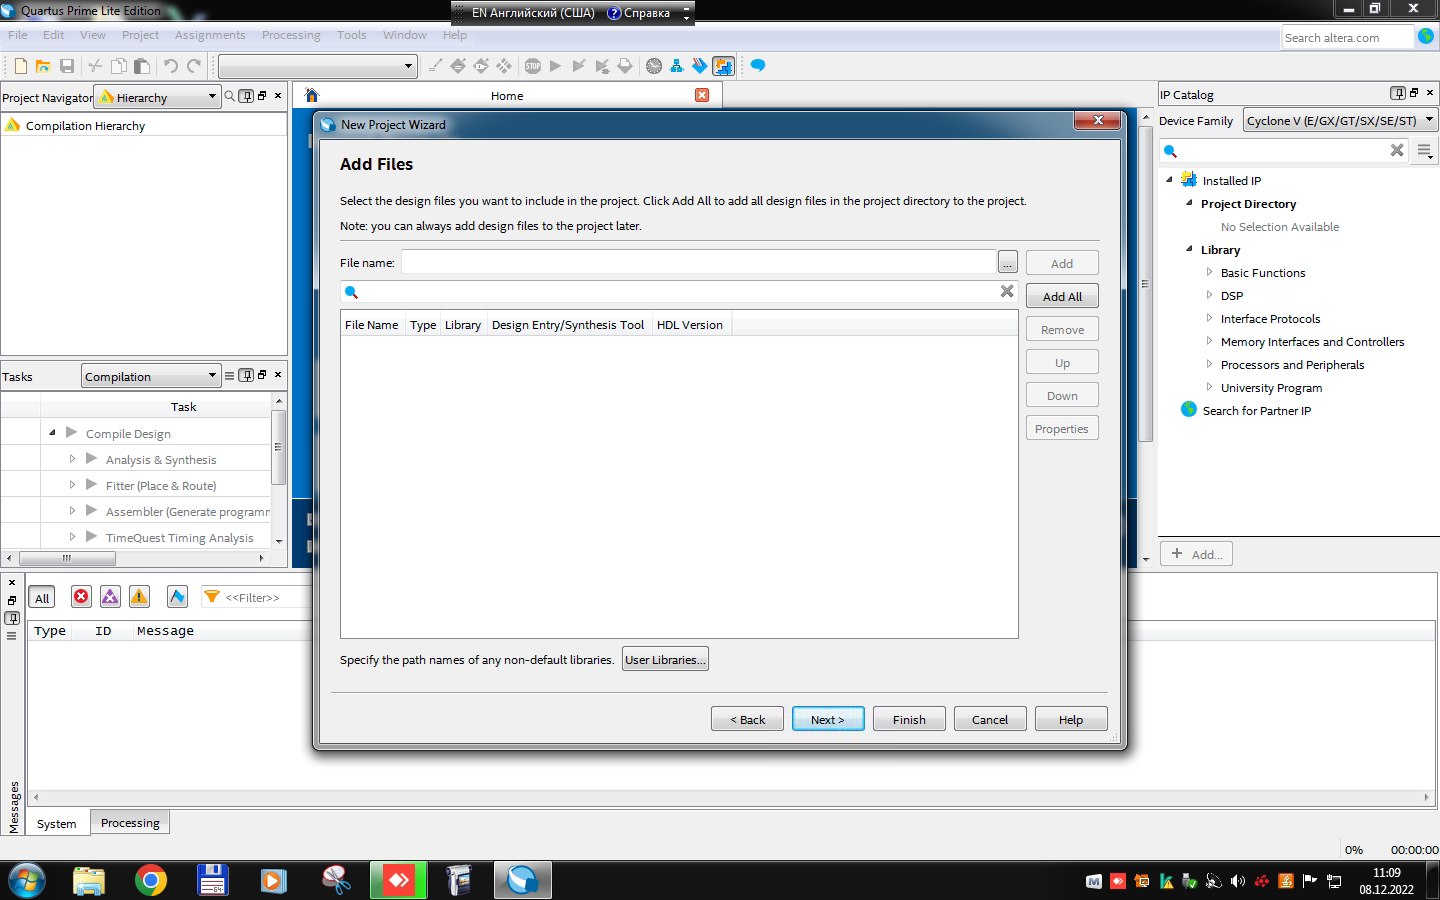 Quartus Prime Lite Edition
EN Английский (США) Справка
File Edit View Project Assignments Processing Tools Window Help
Search altera.com
Project Navigator Hierarchy
Home
IP Catalog
Compilation Hierarchy
Device Family Cyclone V (E/GX/GT/SX/SE/ST)
Installed IP
Project Directory
No Selection Available
Library
Basic Functions
DSP
Interface Protocols
Memory Interfaces and Controllers
Processors and Peripherals
University Program
Search for Partner IP
Add...
New Project Wizard
Add Files
Select the design files you want to include in the project. Click Add All to add all design files in the project directory to the project.
Note: you can always add design files to the project later.
File name: ... Add
Add All
File Name Type Library Design Entry/Synthesis Tool HDL Version
Remove
Up
Down
Properties
Specify the path names of any non-default libraries. User Libraries...
< Back Next > Finish Cancel Help
Tasks Compilation
Task
Compile Design
Analysis & Synthesis
Fitter (Place & Route)
Assembler (Generate programm
TimeQuest Timing Analysis
All <<Filter>>
Type ID Message
Messages
System Processing
0% 00:00:00
64
11:09
08.12.2022